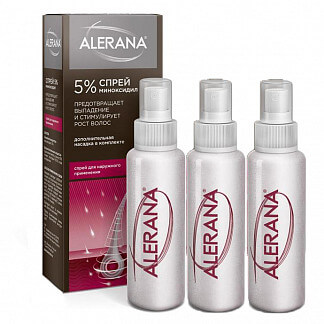 ALERANA®
5% СПРЕЙ
МИНОКСИДИЛ
ПРЕДОТВРАЩАЕТ
ВЫПАДЕНИЕ
И СТИМУЛИРУЕТ
РОСТ ВОЛОС
ДОПОЛНИТЕЛЬНАЯ
НАСАДКА В КОМПЛЕКТЕ
спрей для наружного
применения
ALERANA®
ALERANA®
ALERANA®